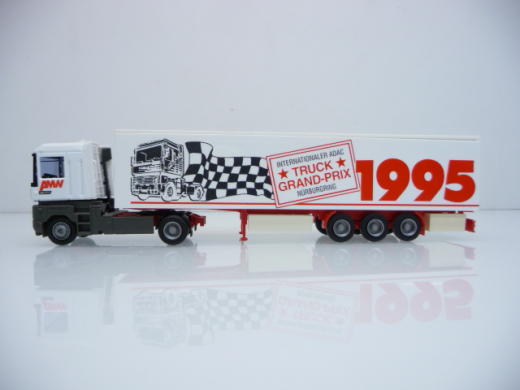 INTERNATIONALER ADAC
★ TRUCK ★
GRAND-PRIX
NÜRBURGRING
1995